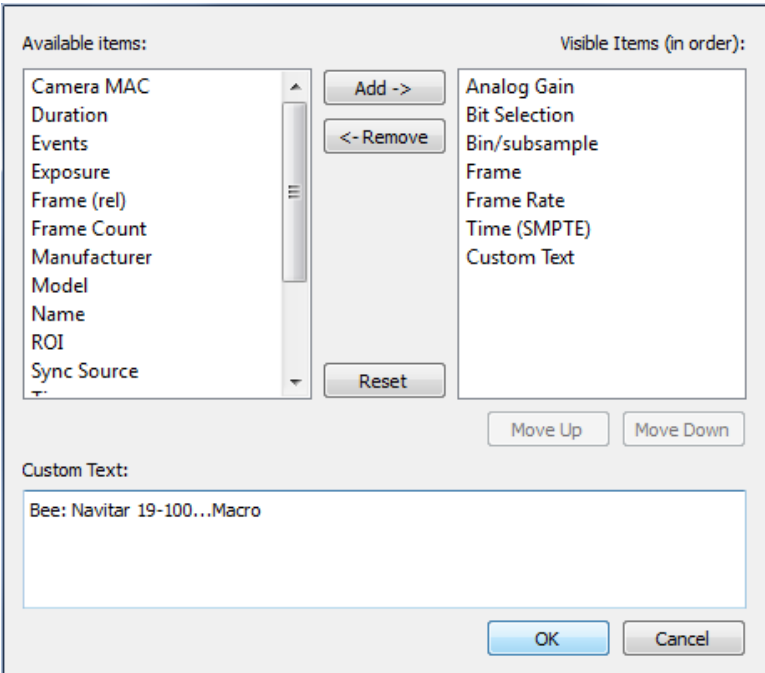 Available items:
Visible Items (in order):
Camera MAC
Duration
Events
Exposure
Frame (rel)
Frame Count
Manufacturer
Model
Name
ROI
Sync Source
Add ->
<- Remove
Reset
Analog Gain
Bit Selection
Bin/subsample
Frame
Frame Rate
Time (SMPTE)
Custom Text
Move Up
Move Down
Custom Text:
Bee: Navitar 19-100...Macro
OK
Cancel